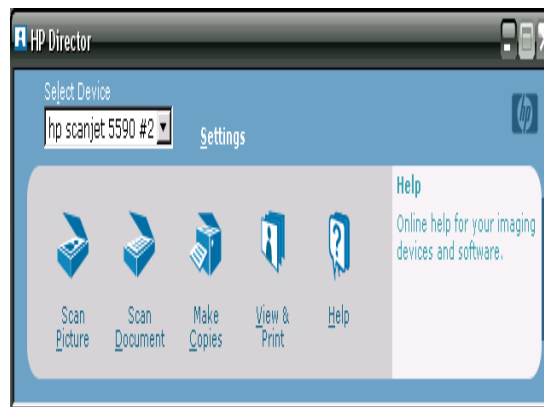 HP Director
Select Device
hp scanjet 5590 #2
Settings
hp
Help
Online help for your imaging
devices and software.
Scan
Picture
Scan
Document
Make
Copies
View &
Print
Help